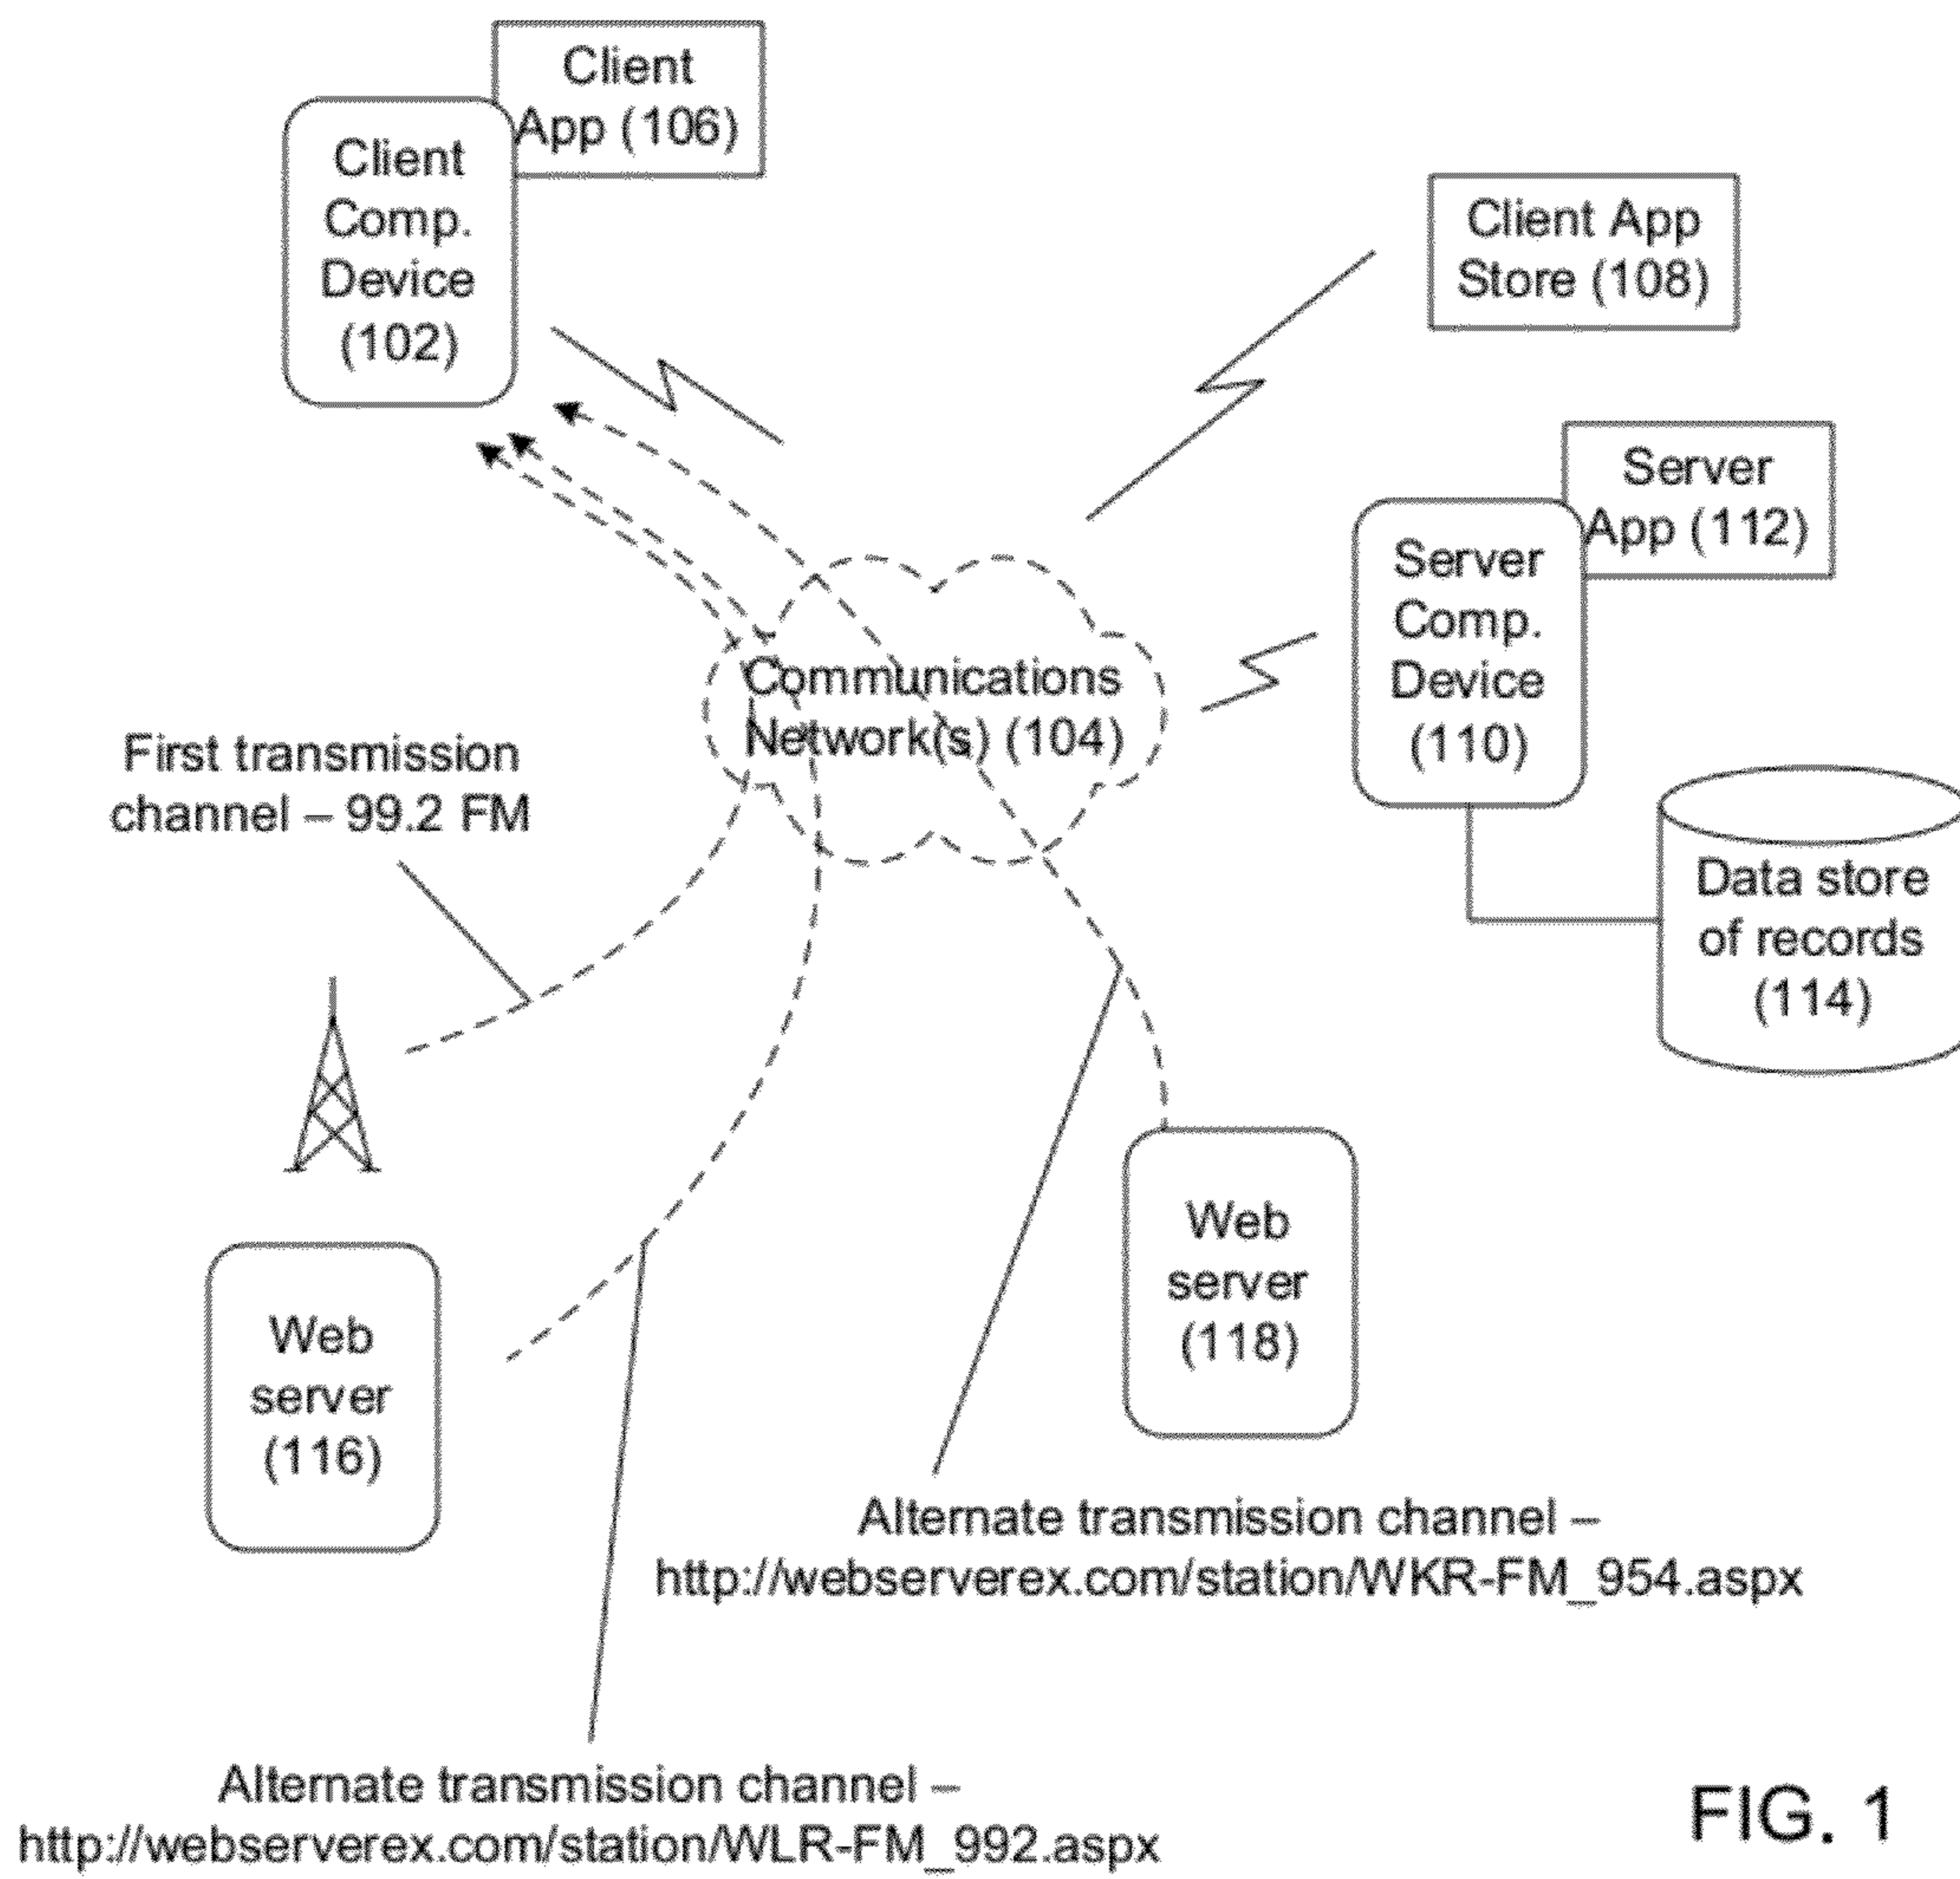 Client
App (106)
Client
Comp.
Device
(102)
Client App
Store (108)
Server
App (112)
Server
Comp.
Device
(110)
Communications
Network(s) (104)
First transmission
channel – 99.2 FM
Data store
of records
(114)
Web
server
(118)
Web
server
(116)
Alternate transmission channel –
http://webserverex.com/station/WKR-FM_954.aspx
Alternate transmission channel –
http://webserverex.com/station/WLR-FM_992.aspx
FIG. 1